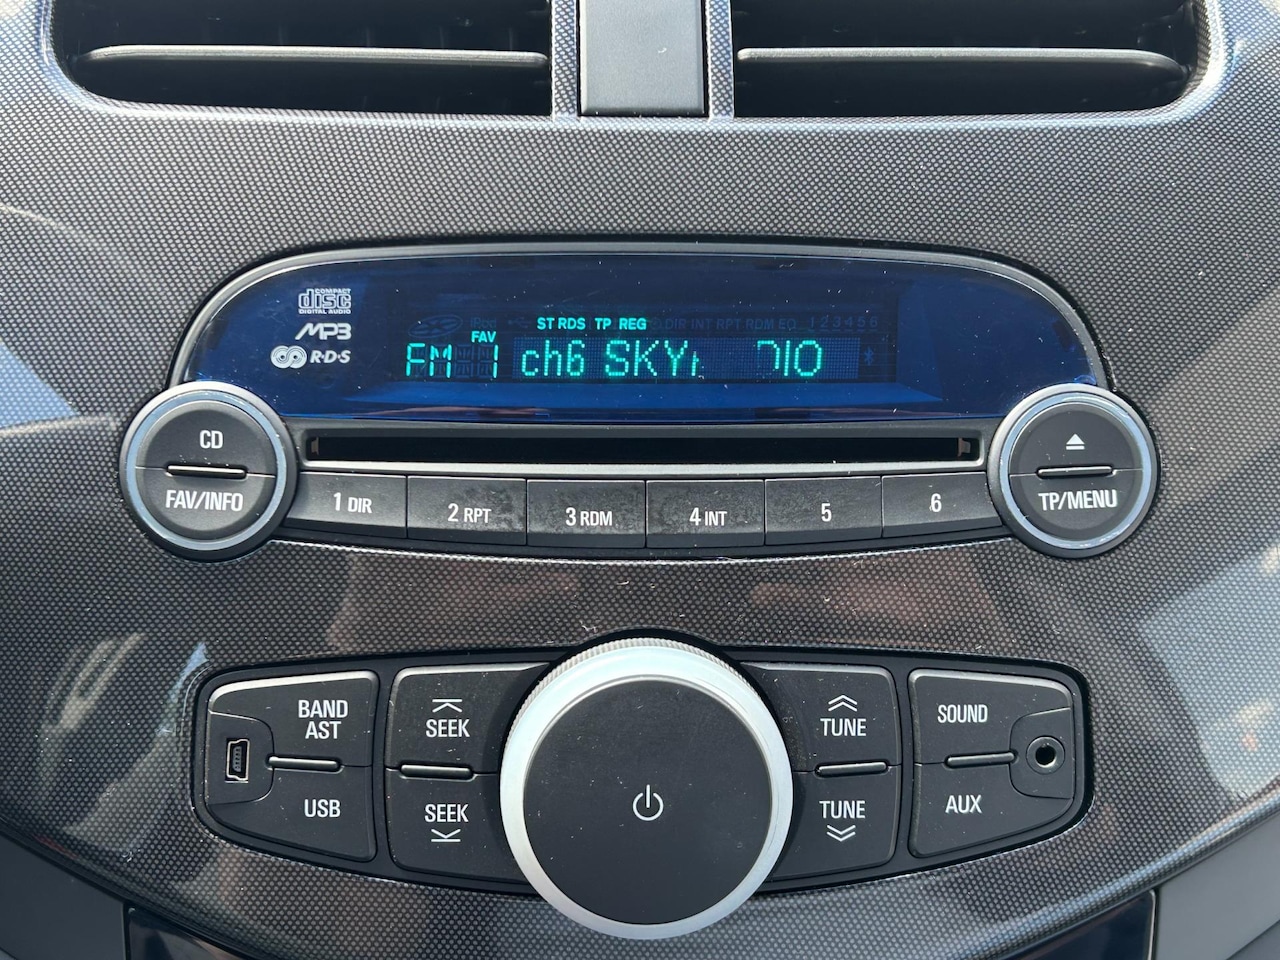 COMPACT
disc
DIGITAL AUDIO
MP3
R·D·S
ST RDS TP REG
DIR INT RPT RDM EQ 1 2 3 4 5 6
FAV
FM 1 ch6 SKY
CD
FAV/INFO
1 DIR
2 RPT
3 RDM
4 INT
5
6
TP/MENU
BAND
AST
USB
SEEK
SEEK
TUNE
TUNE
SOUND
AUX